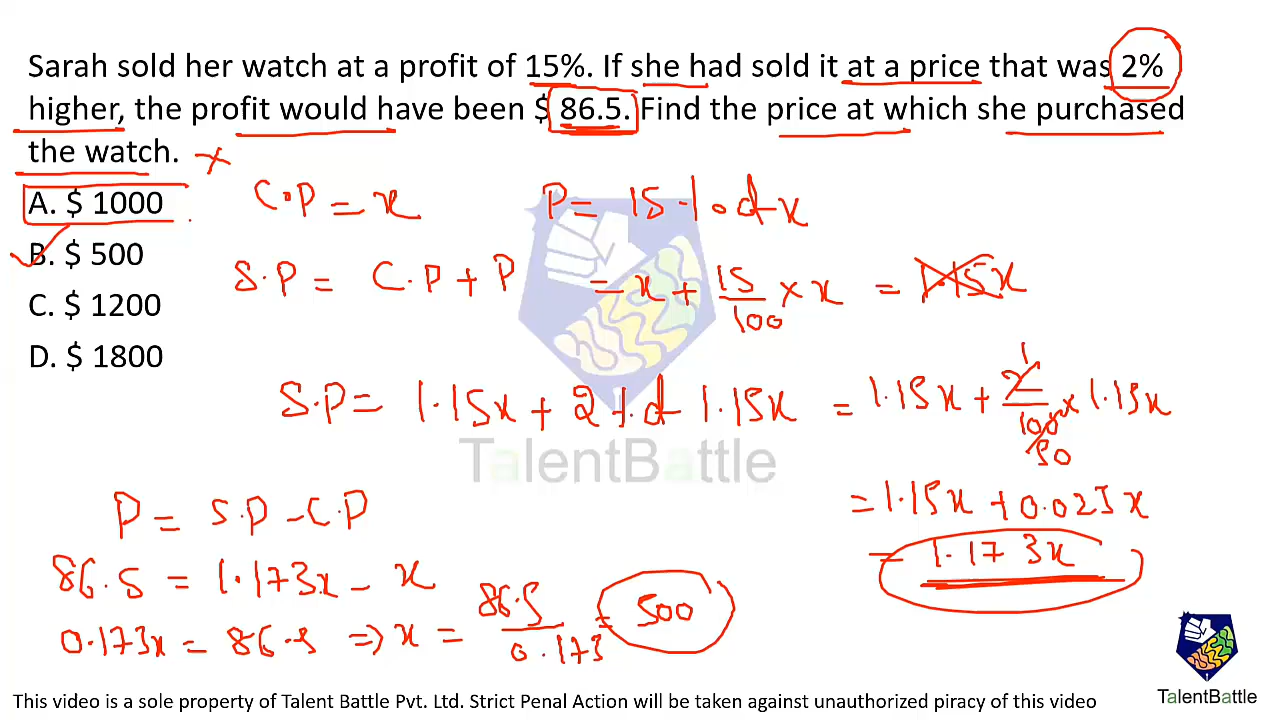 Sarah sold her watch at a profit of 15%. If she had sold it at a price that was 2%
higher, the profit would have been $ 86.5. Find the price at which she purchased
the watch.
A. $ 1000
B. $ 500
C. $ 1200
D. $ 1800
C.P = x P = 15 % of x
S.P = C.P + P = x + 15/100 × x = 1.15x
S.P = 1.15x + 2 % of 1.15x = 1.15x + 2/100 × 1.15x
1
50
= 1.15x + 0.023x
= 1.173x
P = S.P - C.P
86.5 = 1.173x - x
0.173x = 86.5 => x = 86.5/0.173 = 500
TalentBattle
TalentBattle
This video is a sole property of Talent Battle Pvt. Ltd. Strict Penal Action will be taken against unauthorized piracy of this video